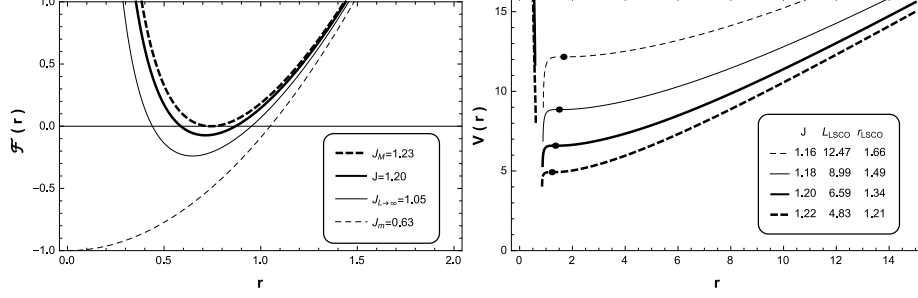 1.0
0.5
0.0
−0.5
−1.0
ℱ(r)
J_M=1.23
J=1.20
J_{L→∞}=1.05
J_m=0.63
0.0 0.5 1.0 1.5 2.0
r
15
10
5
0
V(r)
J L_LSCO r_LSCO
1.16 12.47 1.66
1.18 8.99 1.49
1.20 6.59 1.34
1.22 4.83 1.21
0 2 4 6 8 10 12 14
r